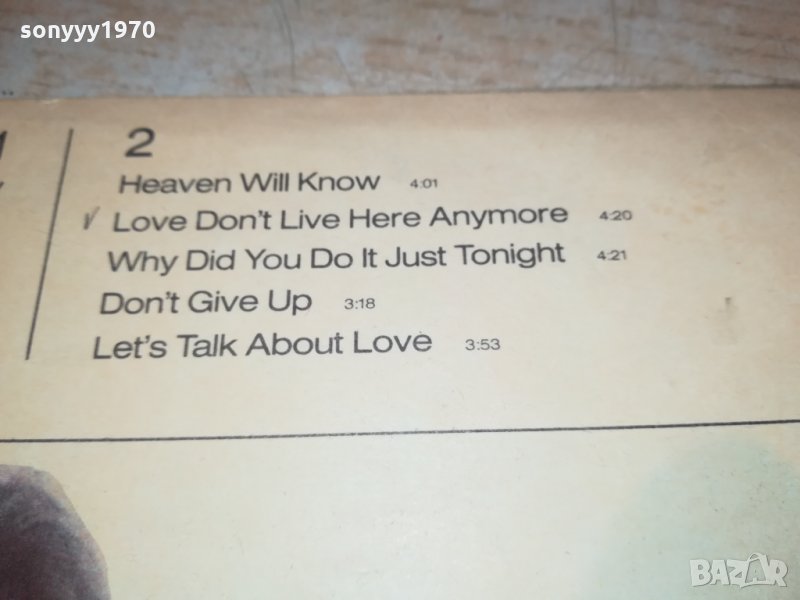 sonyyy1970
2
Heaven Will Know 4:01
Love Don't Live Here Anymore 4:20
Why Did You Do It Just Tonight 4:21
Don't Give Up 3:18
Let's Talk About Love 3:53
BAZAR